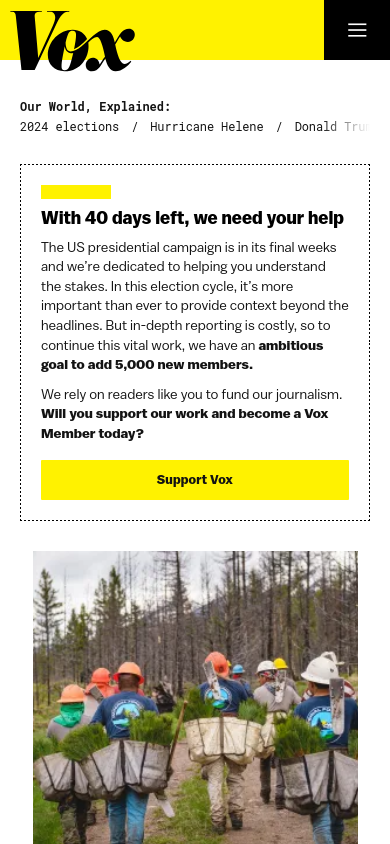 Vox
Our World, Explained:
2024 elections / Hurricane Helene / Donald
With 40 days left, we need your help
The US presidential campaign is in its final weeks
and we’re dedicated to helping you understand
the stakes. In this election cycle, it’s more
important than ever to provide context beyond the
headlines. But in-depth reporting is costly, so to
continue this vital work, we have an ambitious
goal to add 5,000 new members.
We rely on readers like you to fund our journalism.
Will you support our work and become a Vox
Member today?
Support Vox